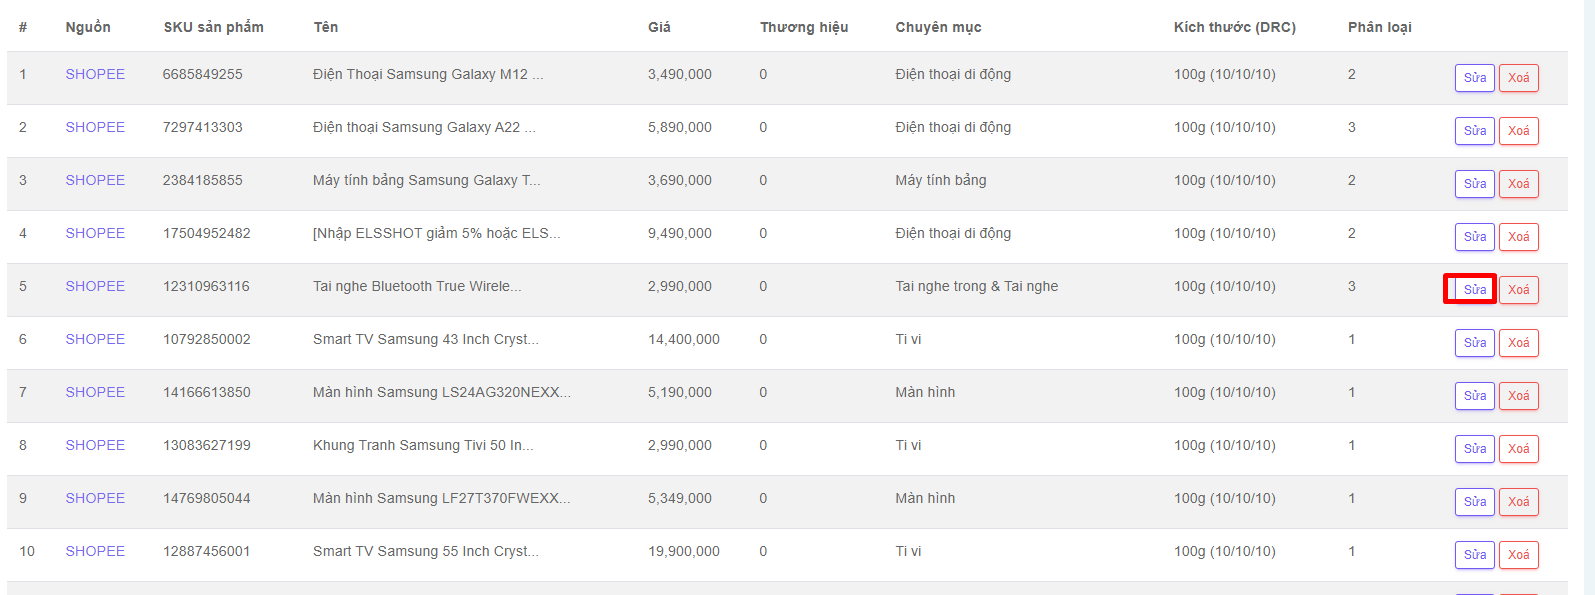 # Nguồn SKU sản phẩm Tên Giá Thương hiệu Chuyên mục Kích thước (DRC) Phân loại
1 SHOPEE 6685849255 Điện Thoại Samsung Galaxy M12 ... 3,490,000 0 Điện thoại di động 100g (10/10/10) 2 Sửa Xoá
2 SHOPEE 7297413303 Điện thoại Samsung Galaxy A22 ... 5,890,000 0 Điện thoại di động 100g (10/10/10) 3 Sửa Xoá
3 SHOPEE 2384185855 Máy tính bảng Samsung Galaxy T... 3,690,000 0 Máy tính bảng 100g (10/10/10) 2 Sửa Xoá
4 SHOPEE 17504952482 [Nhập ELSSHOT giảm 5% hoặc ELS... 9,490,000 0 Điện thoại di động 100g (10/10/10) 2 Sửa Xoá
5 SHOPEE 12310963116 Tai nghe Bluetooth True Wirele... 2,990,000 0 Tai nghe trong & Tai nghe 100g (10/10/10) 3 Sửa Xoá
6 SHOPEE 10792850002 Smart TV Samsung 43 Inch Cryst... 14,400,000 0 Ti vi 100g (10/10/10) 1 Sửa Xoá
7 SHOPEE 14166613850 Màn hình Samsung LS24AG320NEXX... 5,190,000 0 Màn hình 100g (10/10/10) 1 Sửa Xoá
8 SHOPEE 13083627199 Khung Tranh Samsung Tivi 50 In... 2,990,000 0 Ti vi 100g (10/10/10) 1 Sửa Xoá
9 SHOPEE 14769805044 Màn hình Samsung LF27T370FWEXX... 5,349,000 0 Màn hình 100g (10/10/10) 1 Sửa Xoá
10 SHOPEE 12887456001 Smart TV Samsung 55 Inch Cryst... 19,900,000 0 Ti vi 100g (10/10/10) 1 Sửa Xoá